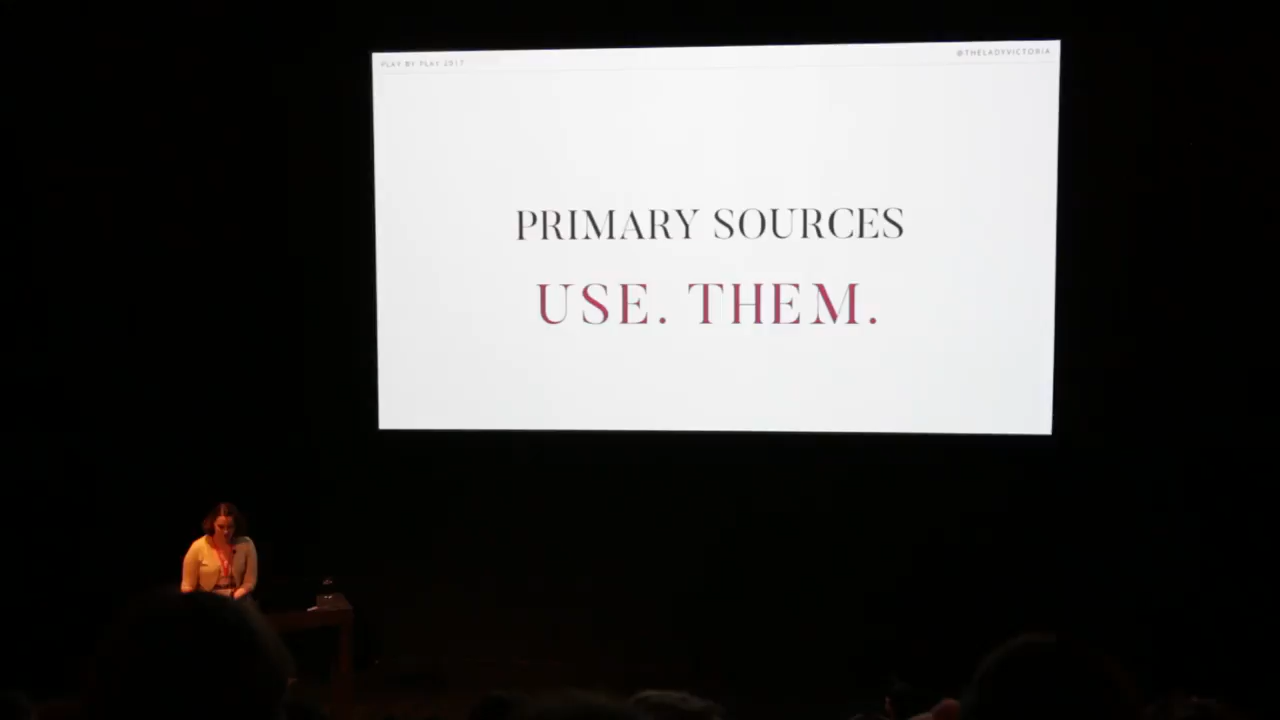 PLAY BY PLAY 2017
@THELADYVICTORIA
PRIMARY SOURCES
USE. THEM.